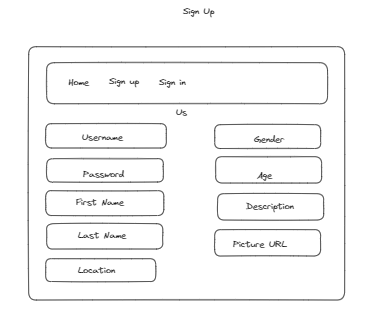 Sign Up
Home Sign up Sign in
Us
Username
Password
First Name
Last Name
Location
Gender
Age
Description
Picture URL